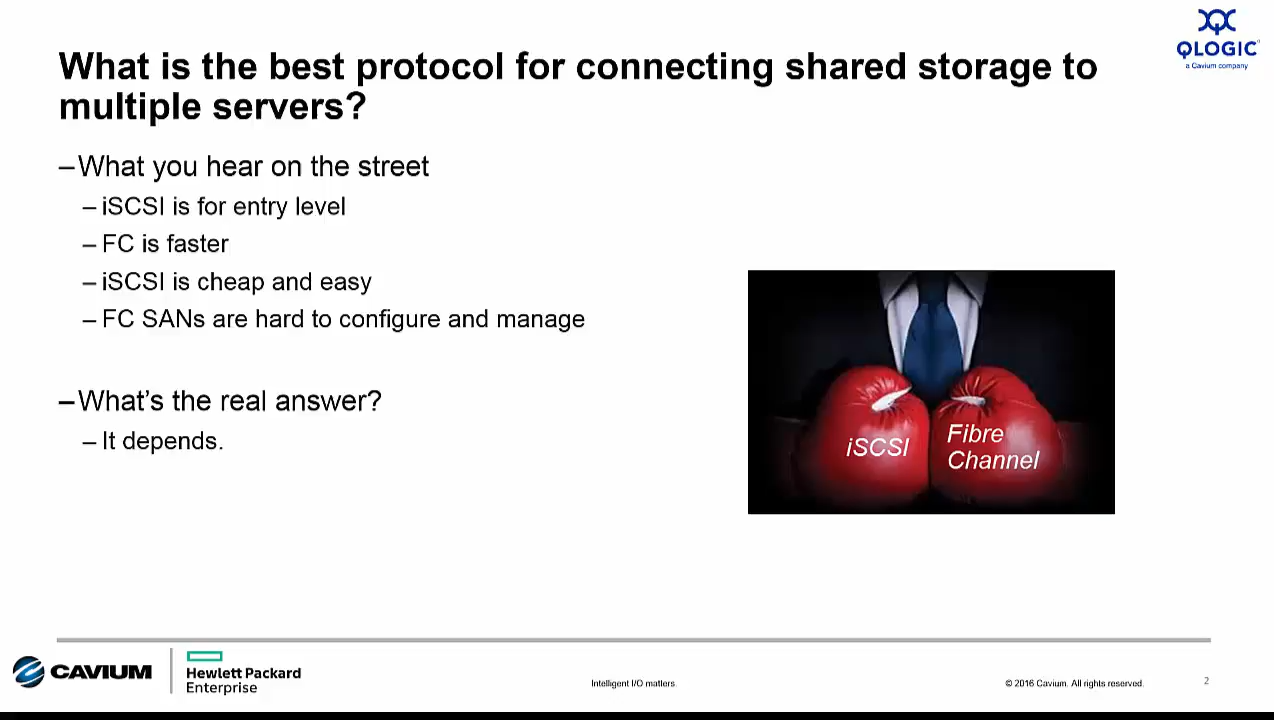 QLOGIC
a Cavium company
What is the best protocol for connecting shared storage to
multiple servers?
–What you hear on the street
– iSCSI is for entry level
– FC is faster
– iSCSI is cheap and easy
– FC SANs are hard to configure and manage
–What’s the real answer?
– It depends.
iSCSI
Fibre
Channel
CAVIUM
Hewlett Packard
Enterprise
Intelligent I/O matters.
© 2016 Cavium. All rights reserved.
2